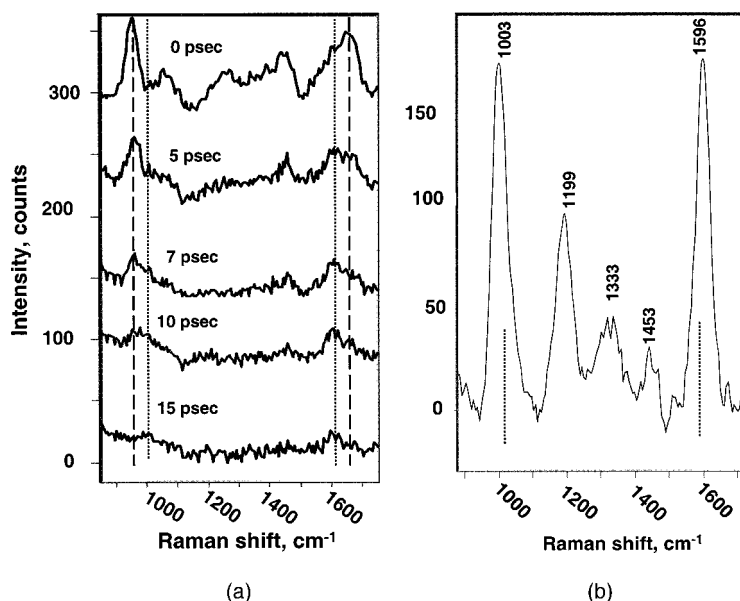 0 psec
300
5 psec
200
7 psec
100
10 psec
15 psec
0
Intensity, counts
1000
1200
1400
1600
Raman shift, cm-1
(a)
1003
1596
150
100
1199
50
1333
1453
0
1000
1200
1400
1600
Raman shift, cm-1
(b)